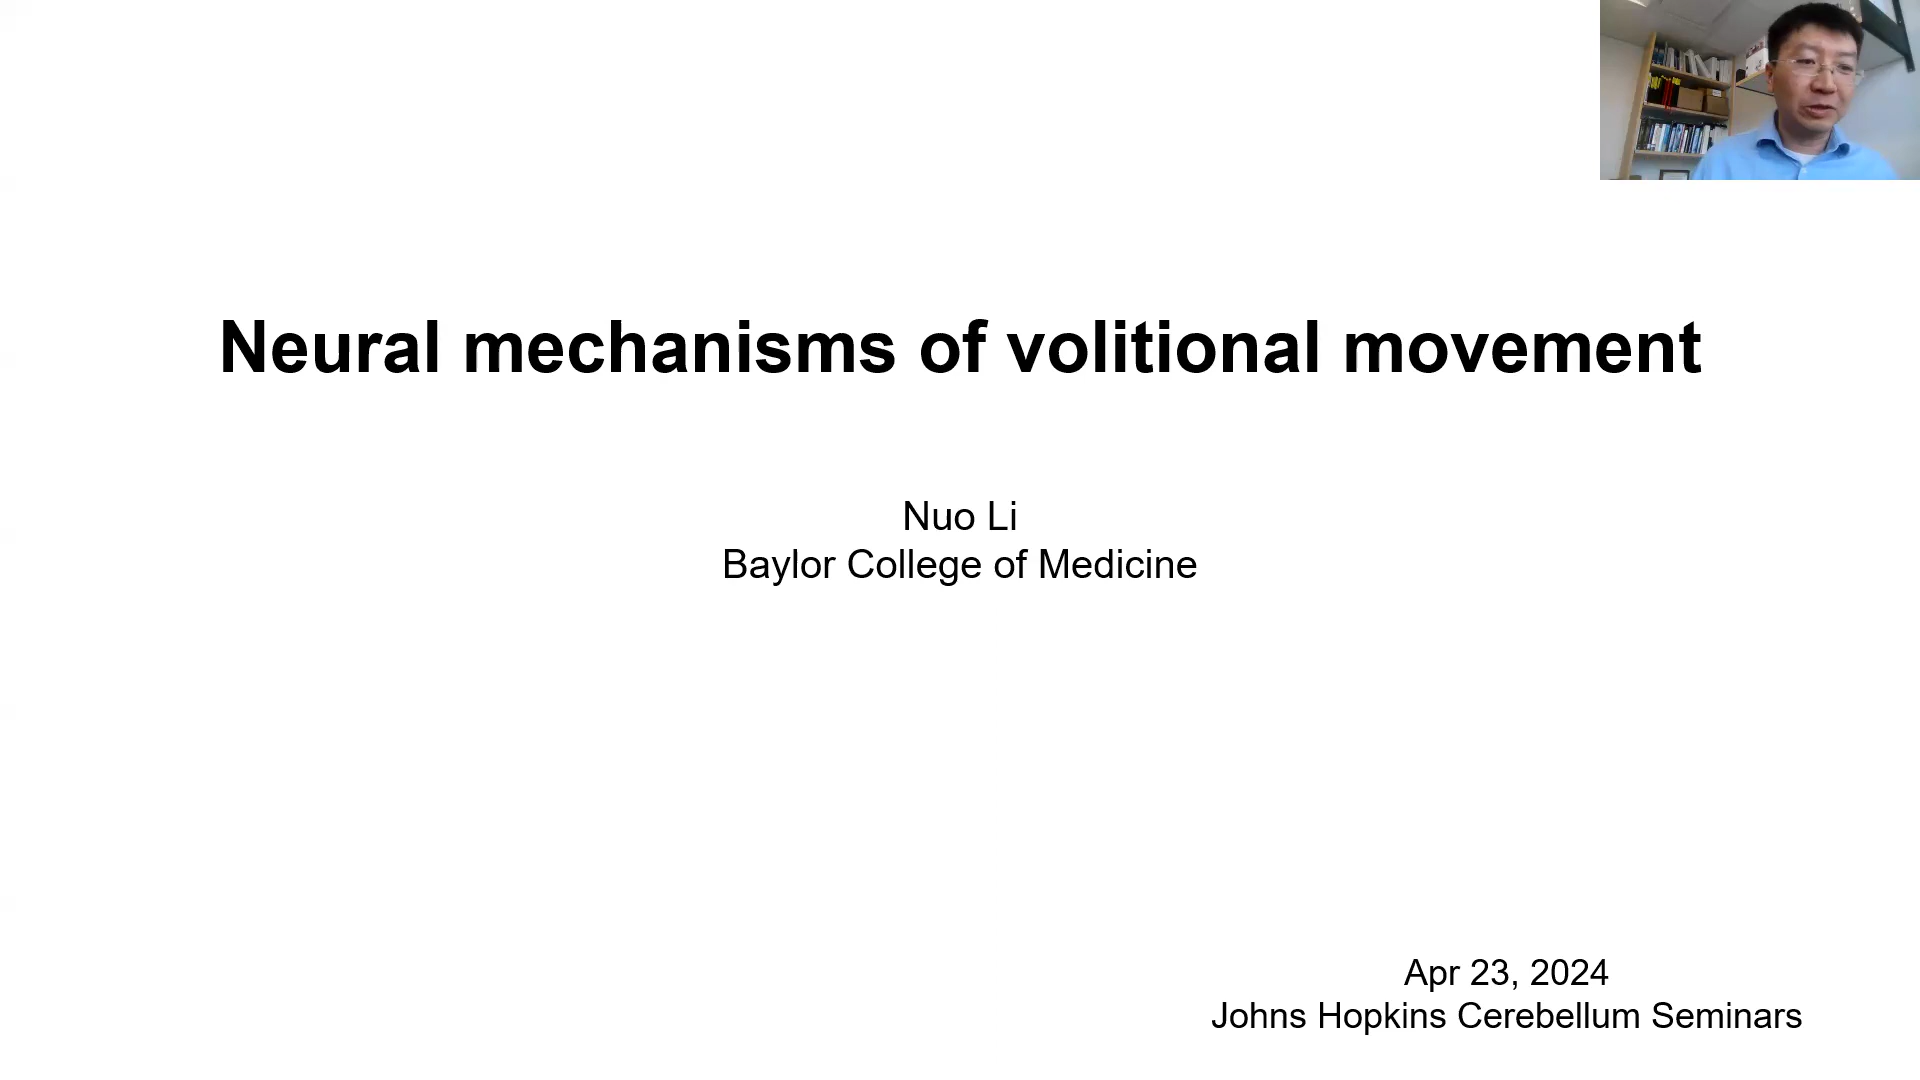 Neural mechanisms of volitional movement
Nuo Li
Baylor College of Medicine
Apr 23, 2024
Johns Hopkins Cerebellum Seminars